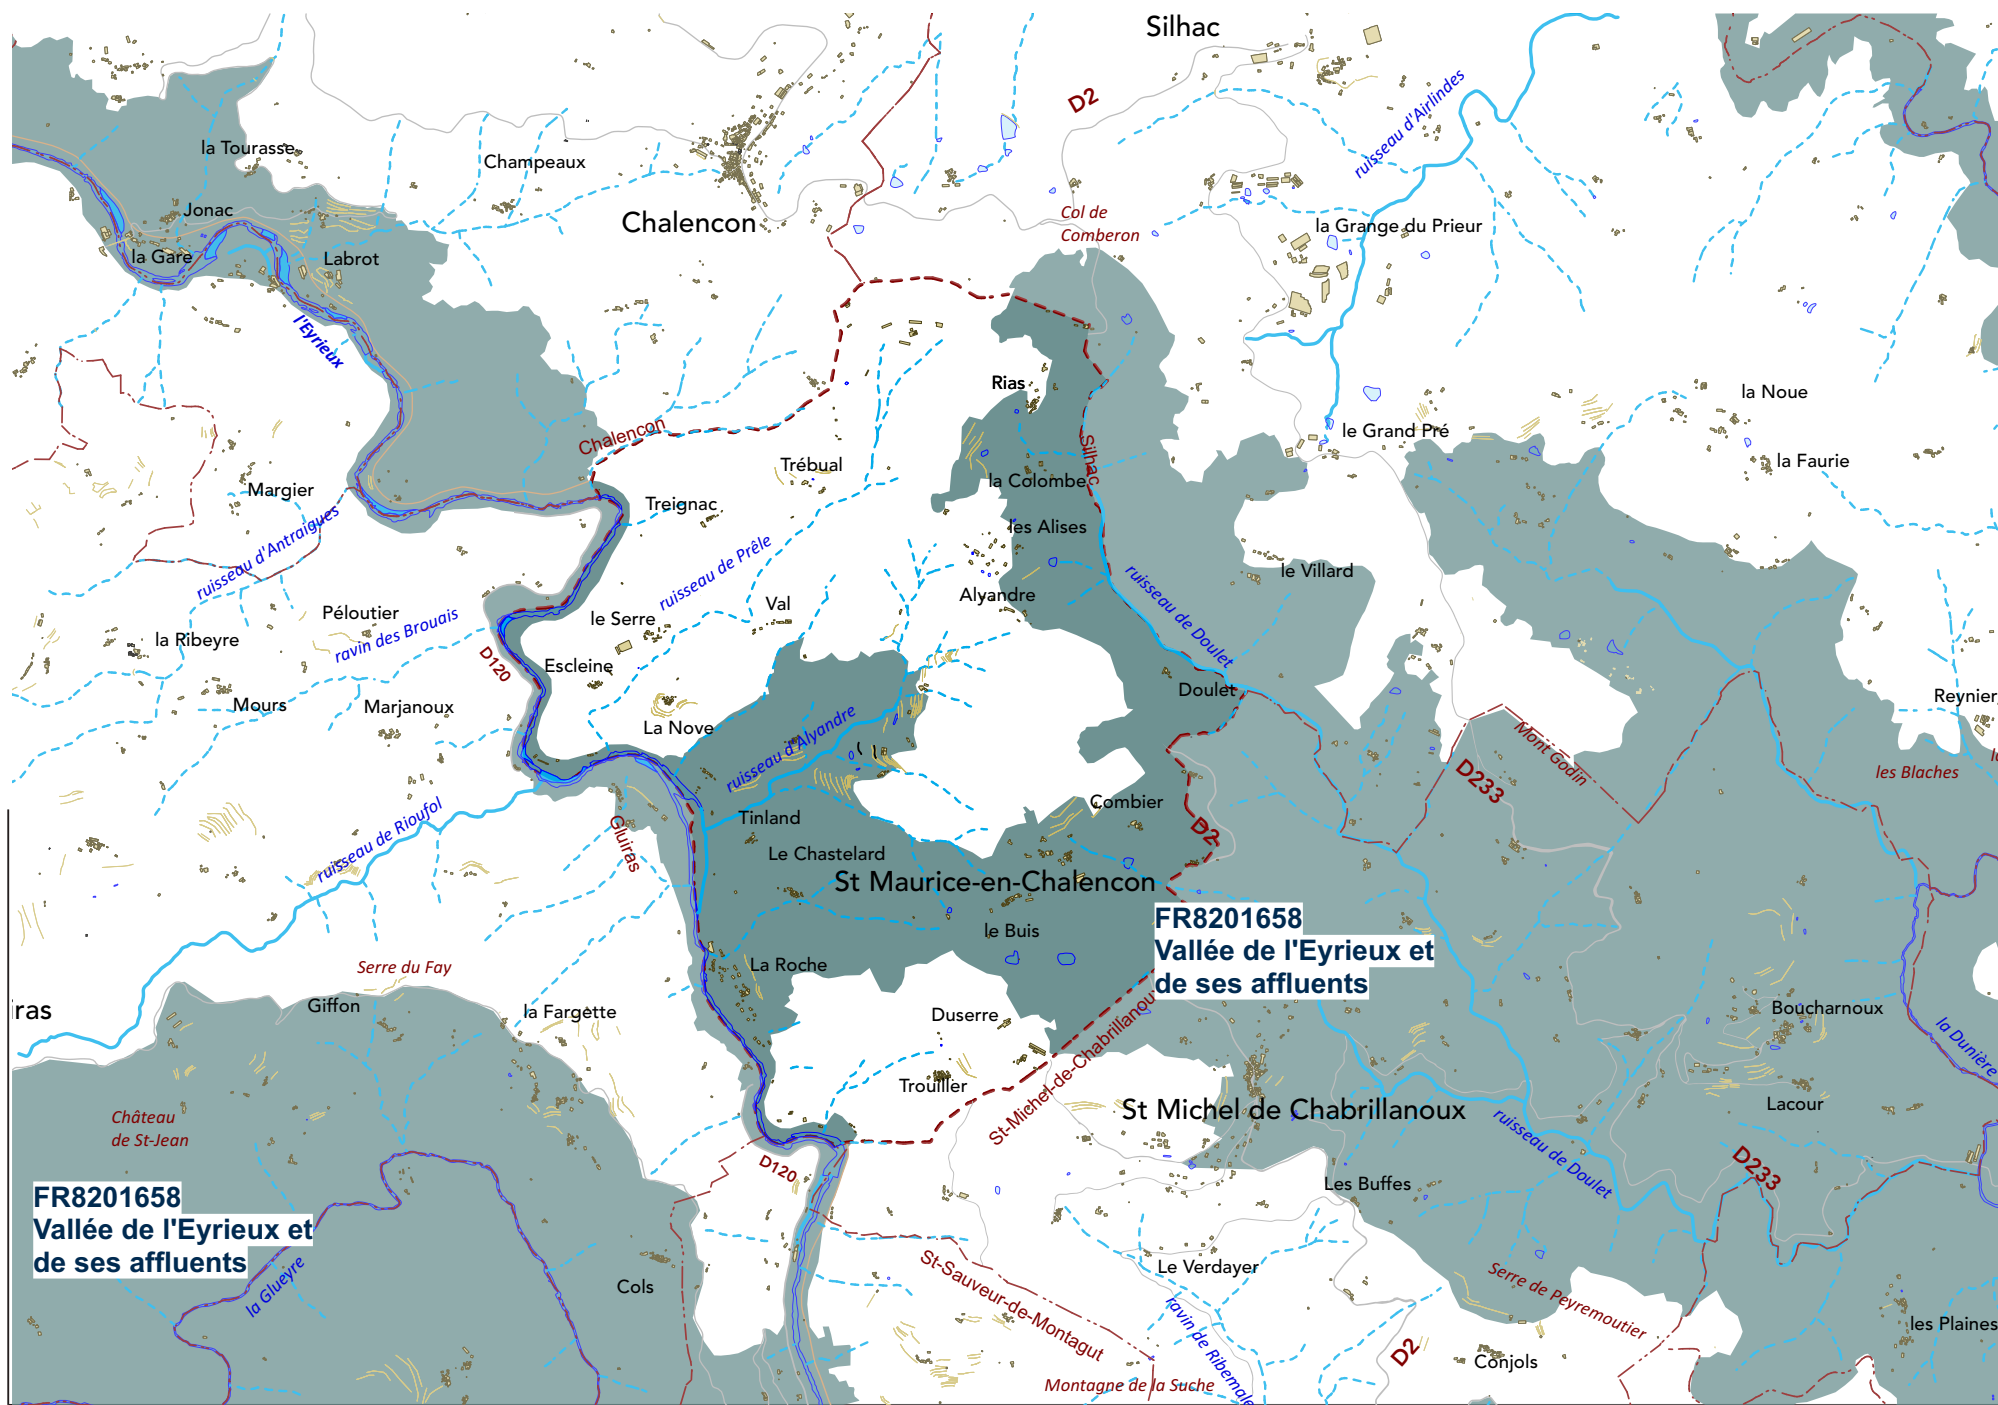 Silhac
D2
ruisseau d'Airlindes
la Tourasse
Champeaux
Jonac
Chalencon
Col de
Comberon
la Grange du Prieur
la Gare
Labrot
l'Eyrieux
Rias
la Noue
Chalencon
Silhac
le Grand Pré
Trébual
la Faurie
Margier
Treignac
la Colombe
ruisseau d'Antraigues
les Alises
ruisseau de Prêle
le Villard
ruisseau de Doulet
Péloutier
Val
Alyandre
la Ribeyre
ravin des Brouais
le Serre
D120
Escleine
Doulet
Mours
Marjanoux
La Nove
Reynier
ruisseau d'Alyandre
Mont Godin
D233
les Blaches
Combier
Tinland
D2
ruisseau de Rioufol
Gluiras
Le Chastelard
St Maurice-en-Chalencon
FR8201658
Vallée de l'Eyrieux et
de ses affluents
le Buis
Serre du Fay
La Roche
iras
Giffon
la Fargette
Duserre
Boucharnoux
St-Michel-de-Chabrillanou
la Dunière
Trouiller
Château
de St-Jean
St Michel de Chabrillanoux
Lacour
ruisseau de Doulet
D120
D233
Les Buffes
FR8201658
Vallée de l'Eyrieux et
de ses affluents
la Glueyre
Cols
St-Sauveur-de-Montagut
Le Verdayer
Serre de Peyremoutier
ravin de Ribemale
les Plaines
D2
Conjols
Montagne de la Suche